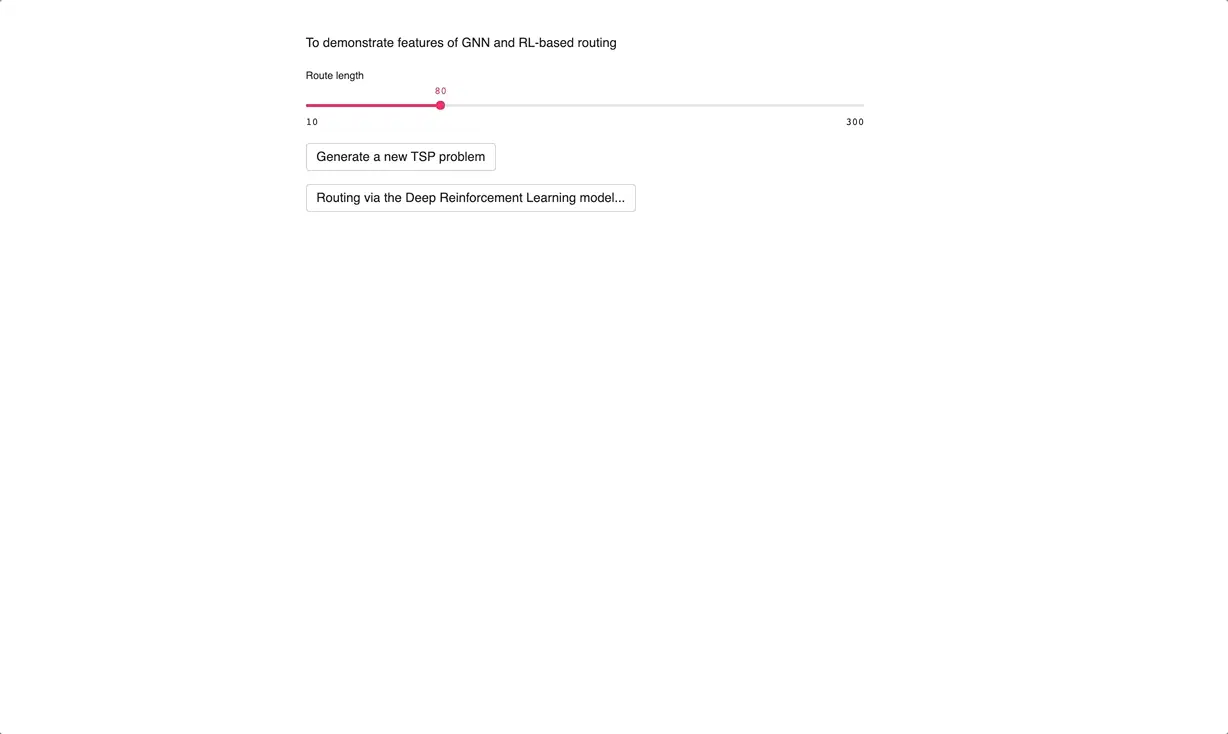 To demonstrate features of GNN and RL-based routing
Route length
80
10 300
Generate a new TSP problem
Routing via the Deep Reinforcement Learning model...